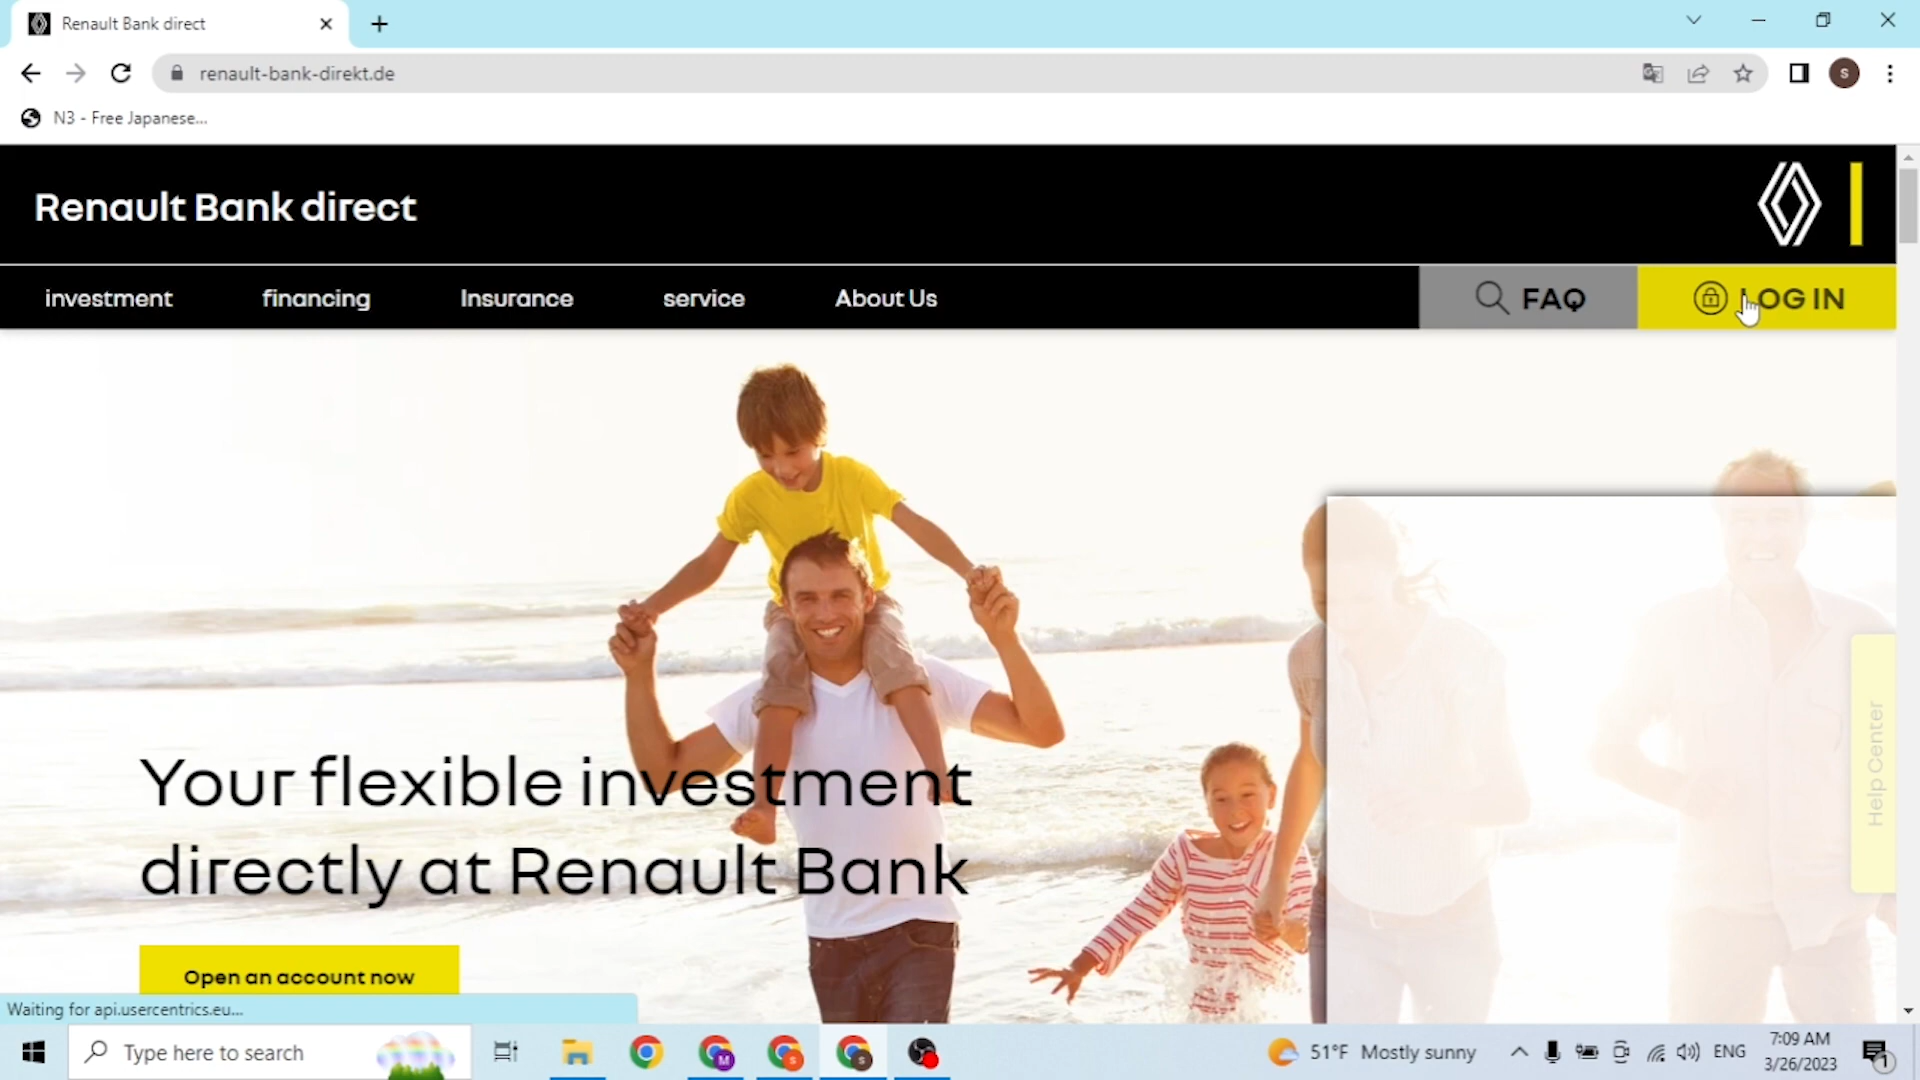 Renault Bank direct
renault-bank-direkt.de
N3 - Free Japanese...
Renault Bank direct
investment
financing
Insurance
service
About Us
FAQ
LOG IN
Your flexible investment
directly at Renault Bank
Open an account now
Help Center
Waiting for api.usercentrics.eu...
Type here to search
51°F Mostly sunny
ENG
7:09 AM
3/26/2023
1